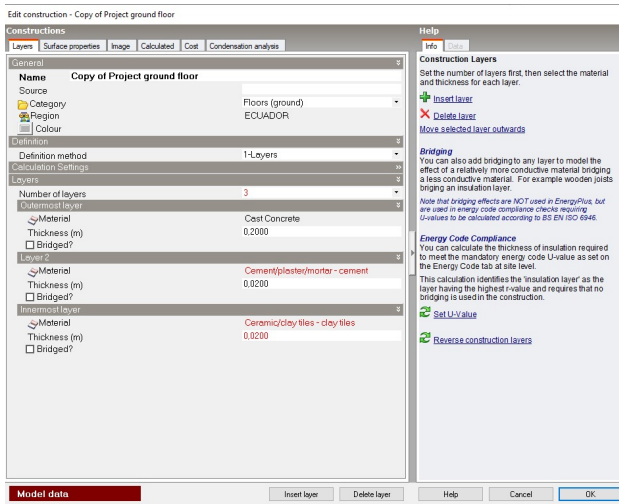 Edit construction - Copy of Project ground floor
Constructions
Layers Surface properties Image Calculated Cost Condensation analysis
General
Name Copy of Project ground floor
Source
Category Floors (ground)
Region ECUADOR
Colour
Definition
Definition method 1-Layers
Calculation Settings
Layers
Number of layers 3
Outermost layer
Material Cast Concrete
Thickness (m) 0,2000
Bridged?
Layer 2
Material Cement/plaster/mortar - cement
Thickness (m) 0,0200
Bridged?
Innermost layer
Material Ceramic/clay tiles - clay tiles
Thickness (m) 0,0200
Bridged?
Model data
Insert layer Delete layer
Help
Info Data
Construction Layers
Set the number of layers first, then select the material
and thickness for each layer.
Insert layer
Delete layer
Move selected layer outwards
Bridging
You can also add bridging to any layer to model the
effect of a relatively more conductive material bridging
a less conductive material. For example wooden joists
briging an insulation layer.
Note that bridging effects are NOT used in EnergyPlus, but
are used in energy code compliance checks requiring
U-values to be calculated according to BS EN ISO 6946.
Energy Code Compliance
You can calculate the thickness of insulation required
to meet the mandatory energy code U-value as set on
the Energy Code tab at site level.
This calculation identifies the 'insulation layer' as the
layer having the highest r-value and requires that no
bridging is used in the construction.
Set U-Value
Reverse construction layers
Help Cancel OK